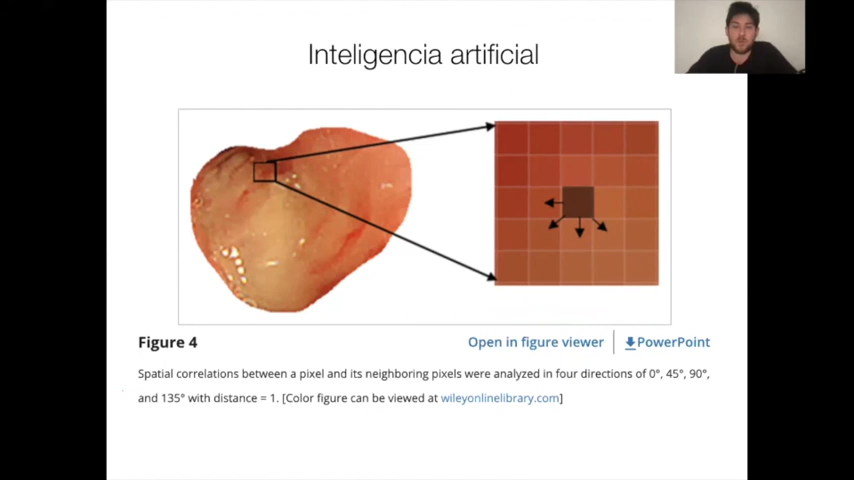 Inteligencia artificial
Figure 4
Open in figure viewer
PowerPoint
Spatial correlations between a pixel and its neighboring pixels were analyzed in four directions of 0°, 45°, 90°,
and 135° with distance = 1. [Color figure can be viewed at wileyonlinelibrary.com]